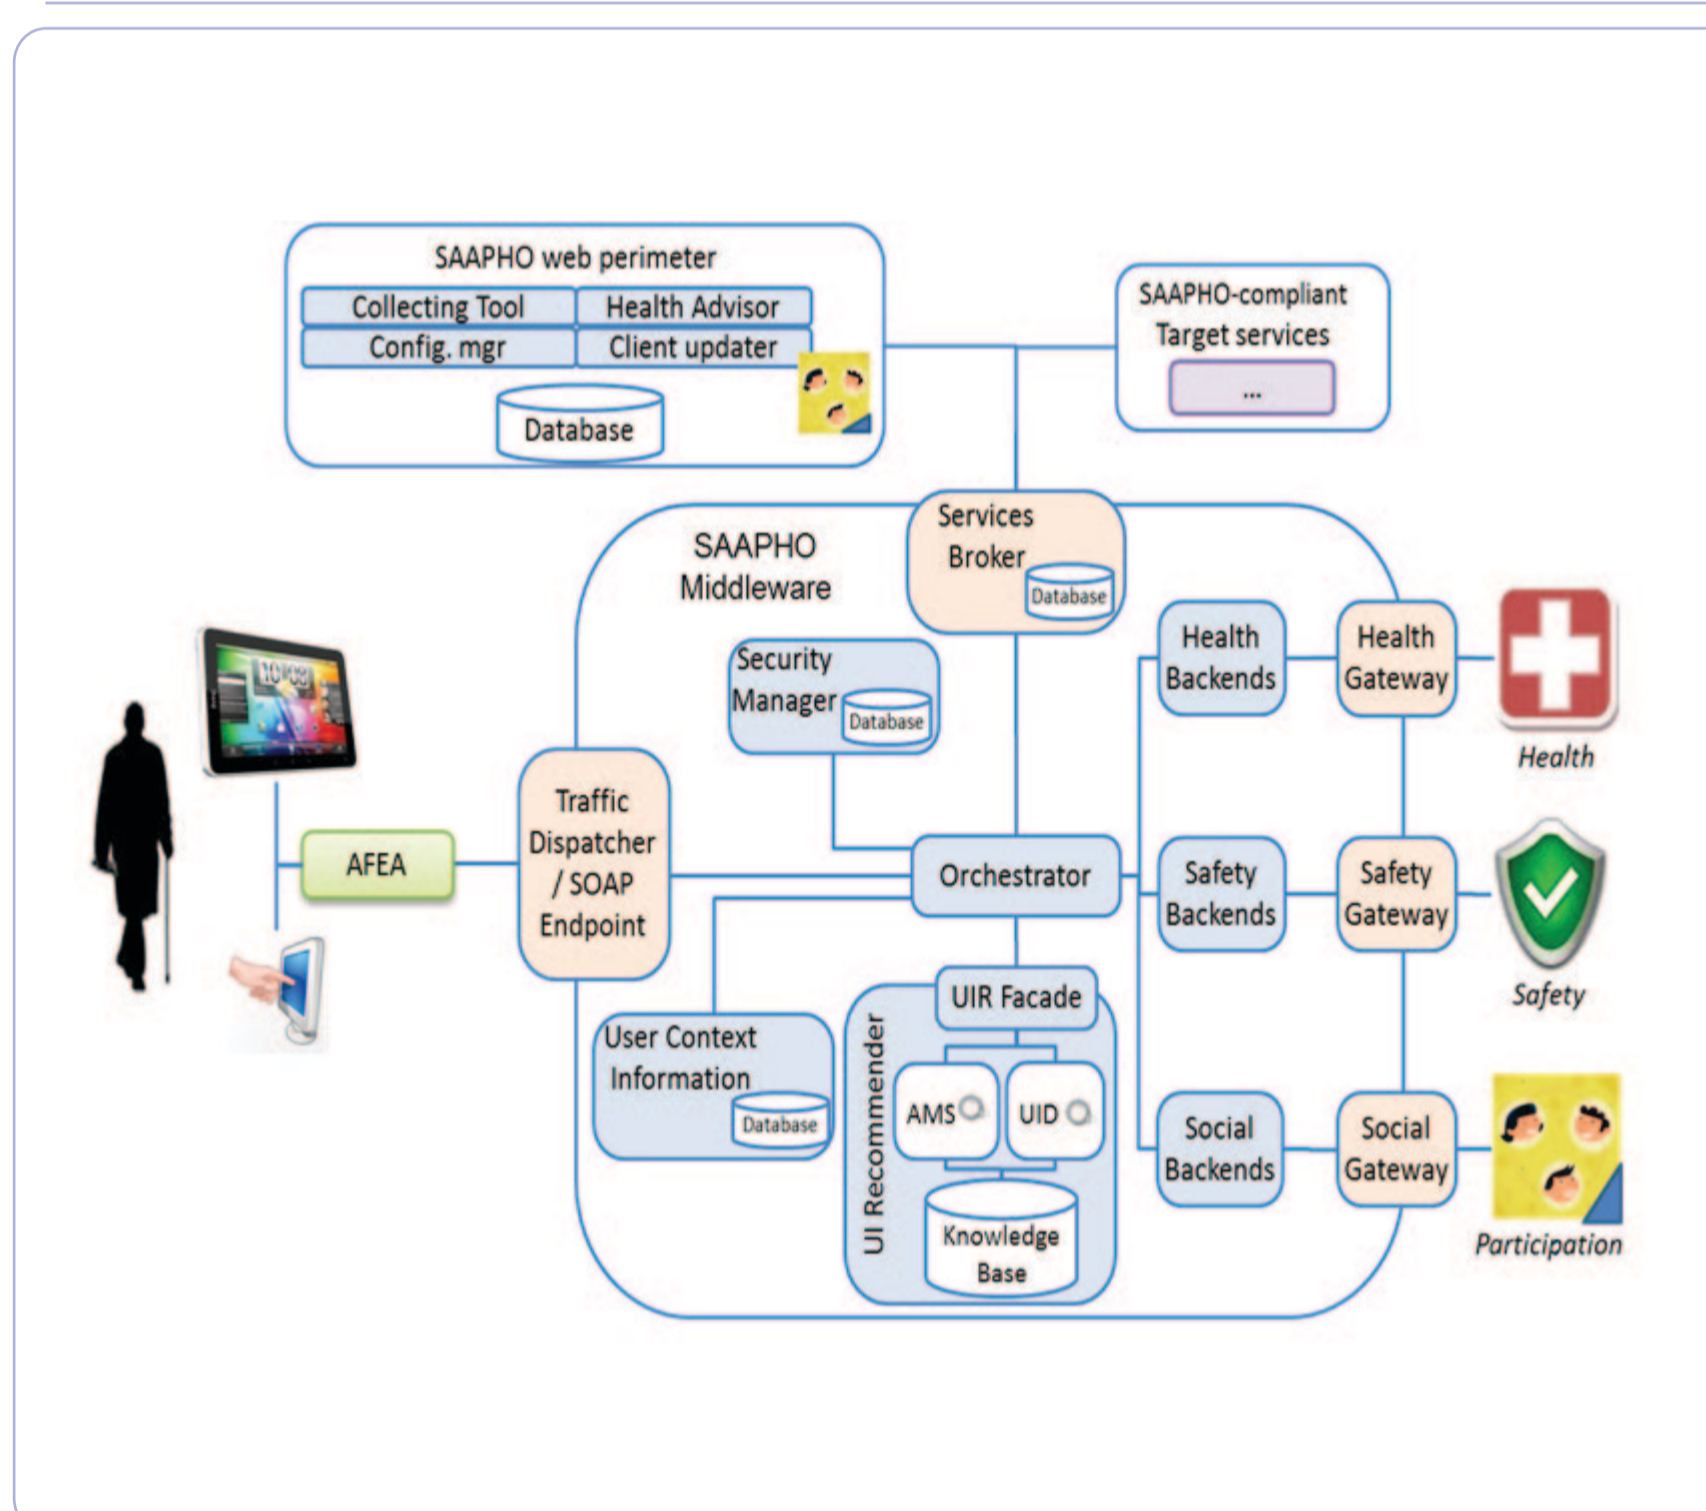 SAAPHO web perimeter
Collecting Tool
Health Advisor
Config. mgr
Client updater
Database
SAAPHO-compliant
Target services
...
SAAPHO
Middleware
Services
Broker
Database
Security
Manager
Database
Health
Backends
Health
Gateway
Health
10:08
AFEA
Traffic
Dispatcher
/ SOAP
Endpoint
Orchestrator
Safety
Backends
Safety
Gateway
Safety
User Context
Information
Database
UI Recommender
UIR Facade
AMS
UID
Knowledge
Base
Social
Backends
Social
Gateway
Participation